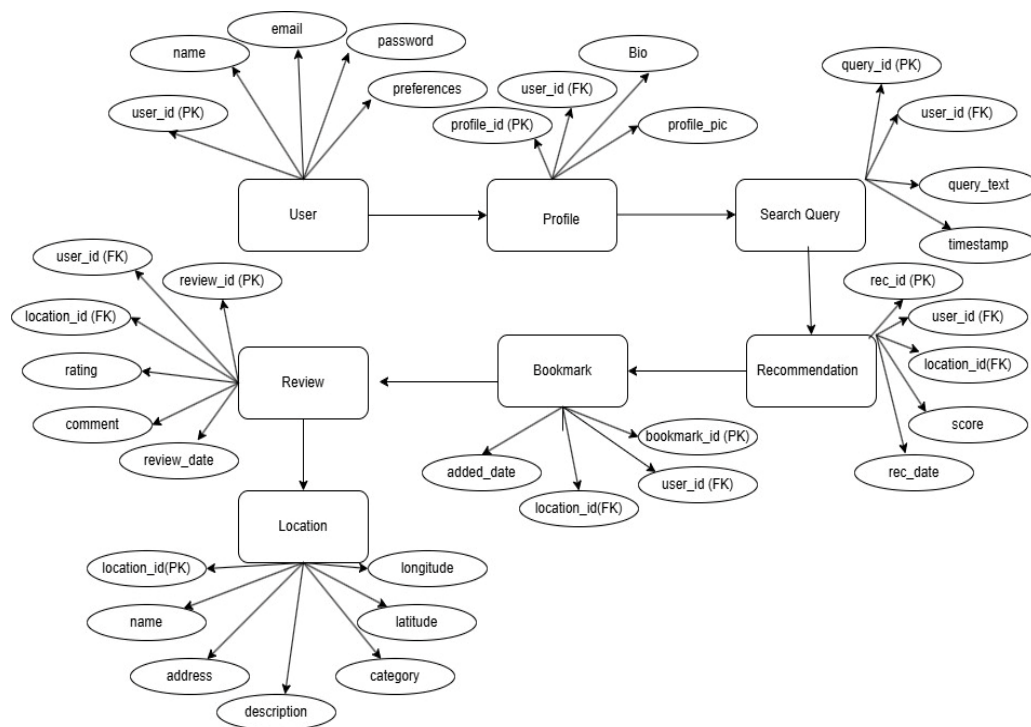 email
name
password
preferences
user_id (PK)
User
Bio
user_id (FK)
profile_id (PK)
profile_pic
Profile
query_id (PK)
user_id (FK)
query_text
timestamp
Search Query
rec_id (PK)
user_id (FK)
location_id(FK)
score
rec_date
Recommendation
Bookmark
bookmark_id (PK)
user_id (FK)
location_id(FK)
added_date
user_id (FK)
review_id (PK)
location_id (FK)
rating
comment
review_date
Review
Location
location_id(PK)
longitude
name
latitude
address
category
description